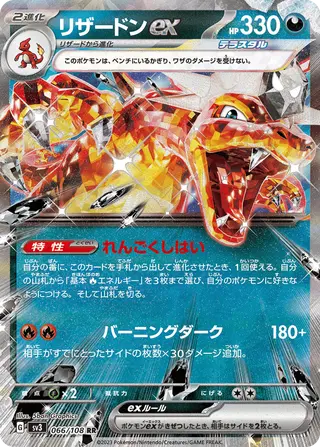 2進化
リザードンex
HP330
リザードから進化
テラスタル
このポケモンは、ベンチにいるかぎり、ワザのダメージを受けない。
特性 れんごくしはい
自分の番に、このカードを手札から出して進化させたとき、1回使える。自分
の山札から「基本エネルギー」を3枚まで選び、自分のポケモンに好きな
ようにつける。そして山札を切る。
バーニングダーク 180+
相手がすでにとったサイドの枚数×30ダメージ追加。
弱点 ×2 抵抗力 にげる
Illus. 5ban Graphics
G sv3 066/108 RR
exルール
ポケモンexがきぜつしたとき、相手はサイドを2枚とる。
©2023 Pokémon/Nintendo/Creatures/GAME FREAK.